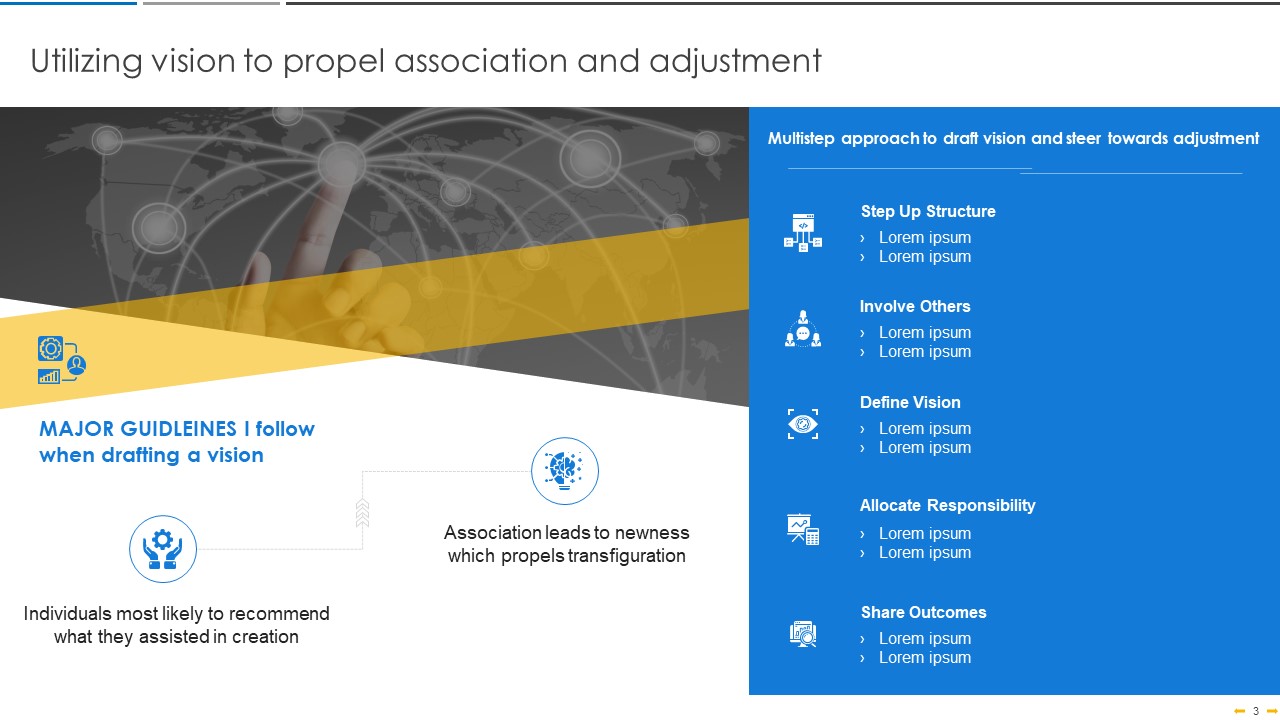 Utilizing vision to propel association and adjustment
MAJOR GUIDLEINES I follow
when drafting a vision
Individuals most likely to recommend
what they assisted in creation
Association leads to newness
which propels transfiguration
Multistep approach to draft vision and steer towards adjustment
Step Up Structure
› Lorem ipsum
› Lorem ipsum
Involve Others
› Lorem ipsum
› Lorem ipsum
Define Vision
› Lorem ipsum
› Lorem ipsum
Allocate Responsibility
› Lorem ipsum
› Lorem ipsum
Share Outcomes
› Lorem ipsum
› Lorem ipsum
3